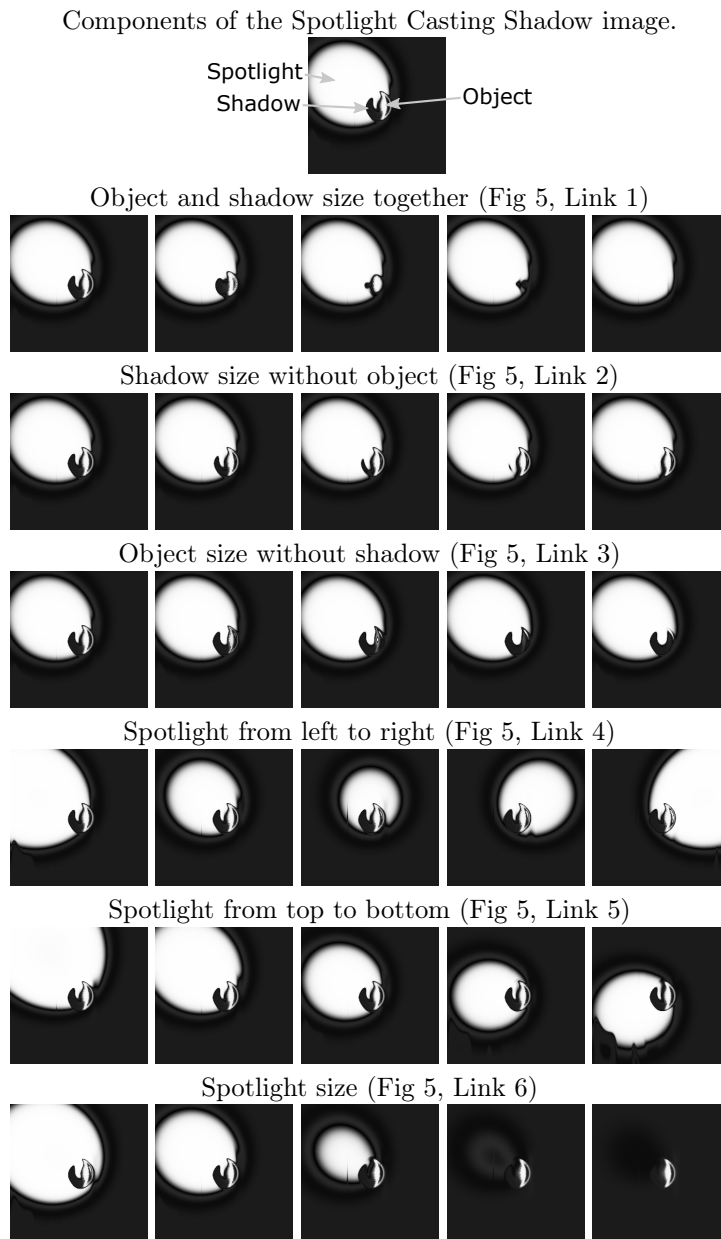 Components of the Spotlight Casting Shadow image.
Spotlight
Shadow
Object
Object and shadow size together (Fig 5, Link 1)
Shadow size without object (Fig 5, Link 2)
Object size without shadow (Fig 5, Link 3)
Spotlight from left to right (Fig 5, Link 4)
Spotlight from top to bottom (Fig 5, Link 5)
Spotlight size (Fig 5, Link 6)